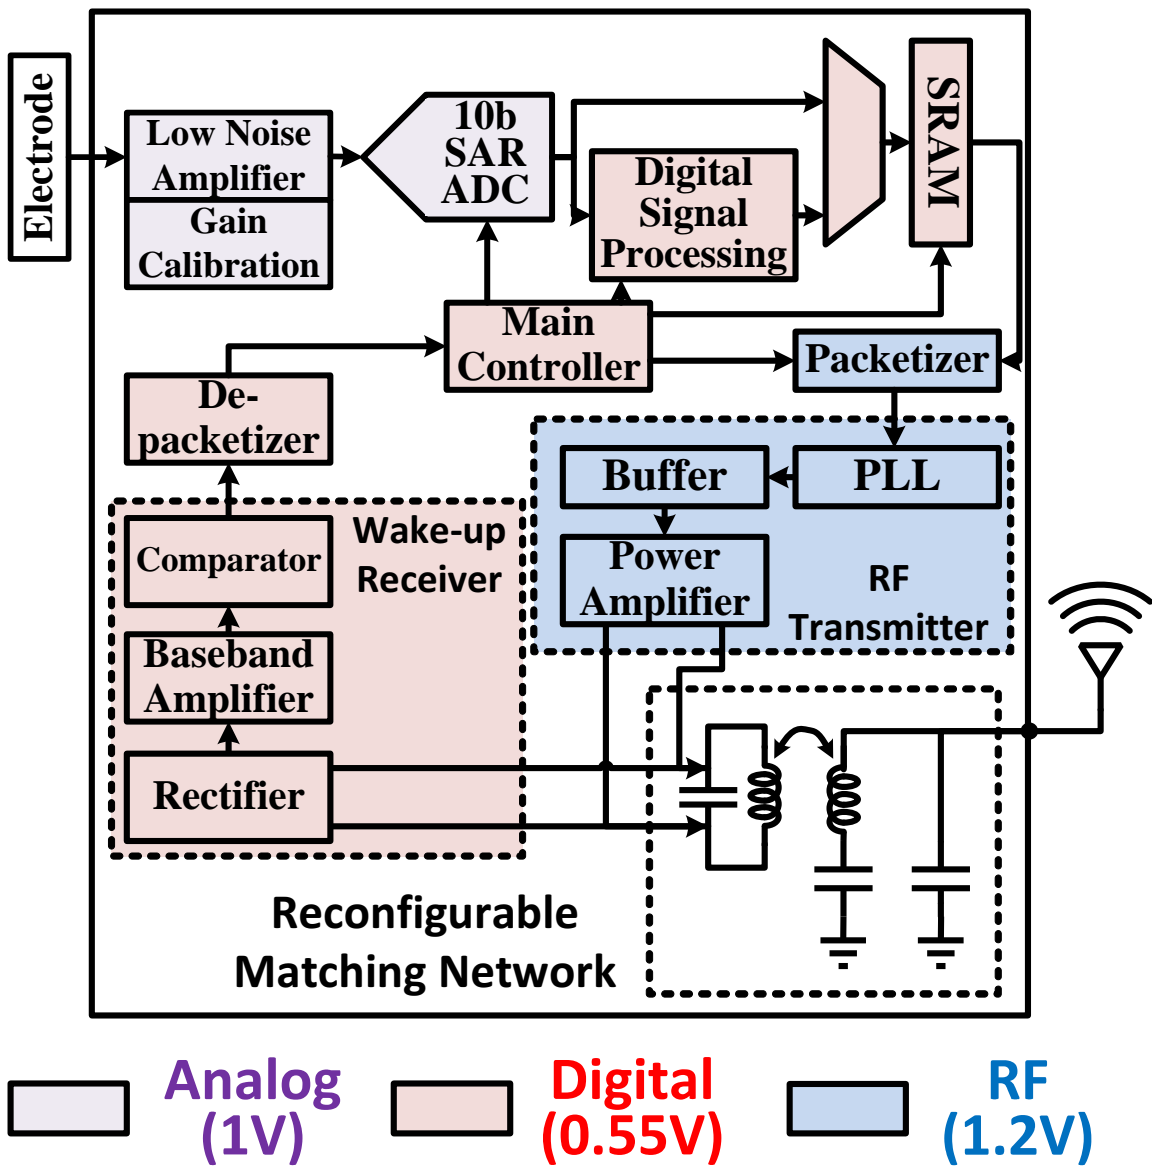 Electrode
Low Noise
Amplifier
Gain
Calibration
10b
SAR
ADC
Digital
Signal
Processing
SRAM
Main
Controller
Packetizer
De-
packetizer
Buffer
PLL
Power
Amplifier
RF
Transmitter
Wake-up
Receiver
Comparator
Baseband
Amplifier
Rectifier
Reconfigurable
Matching Network
Analog
(1V)
Digital
(0.55V)
RF
(1.2V)